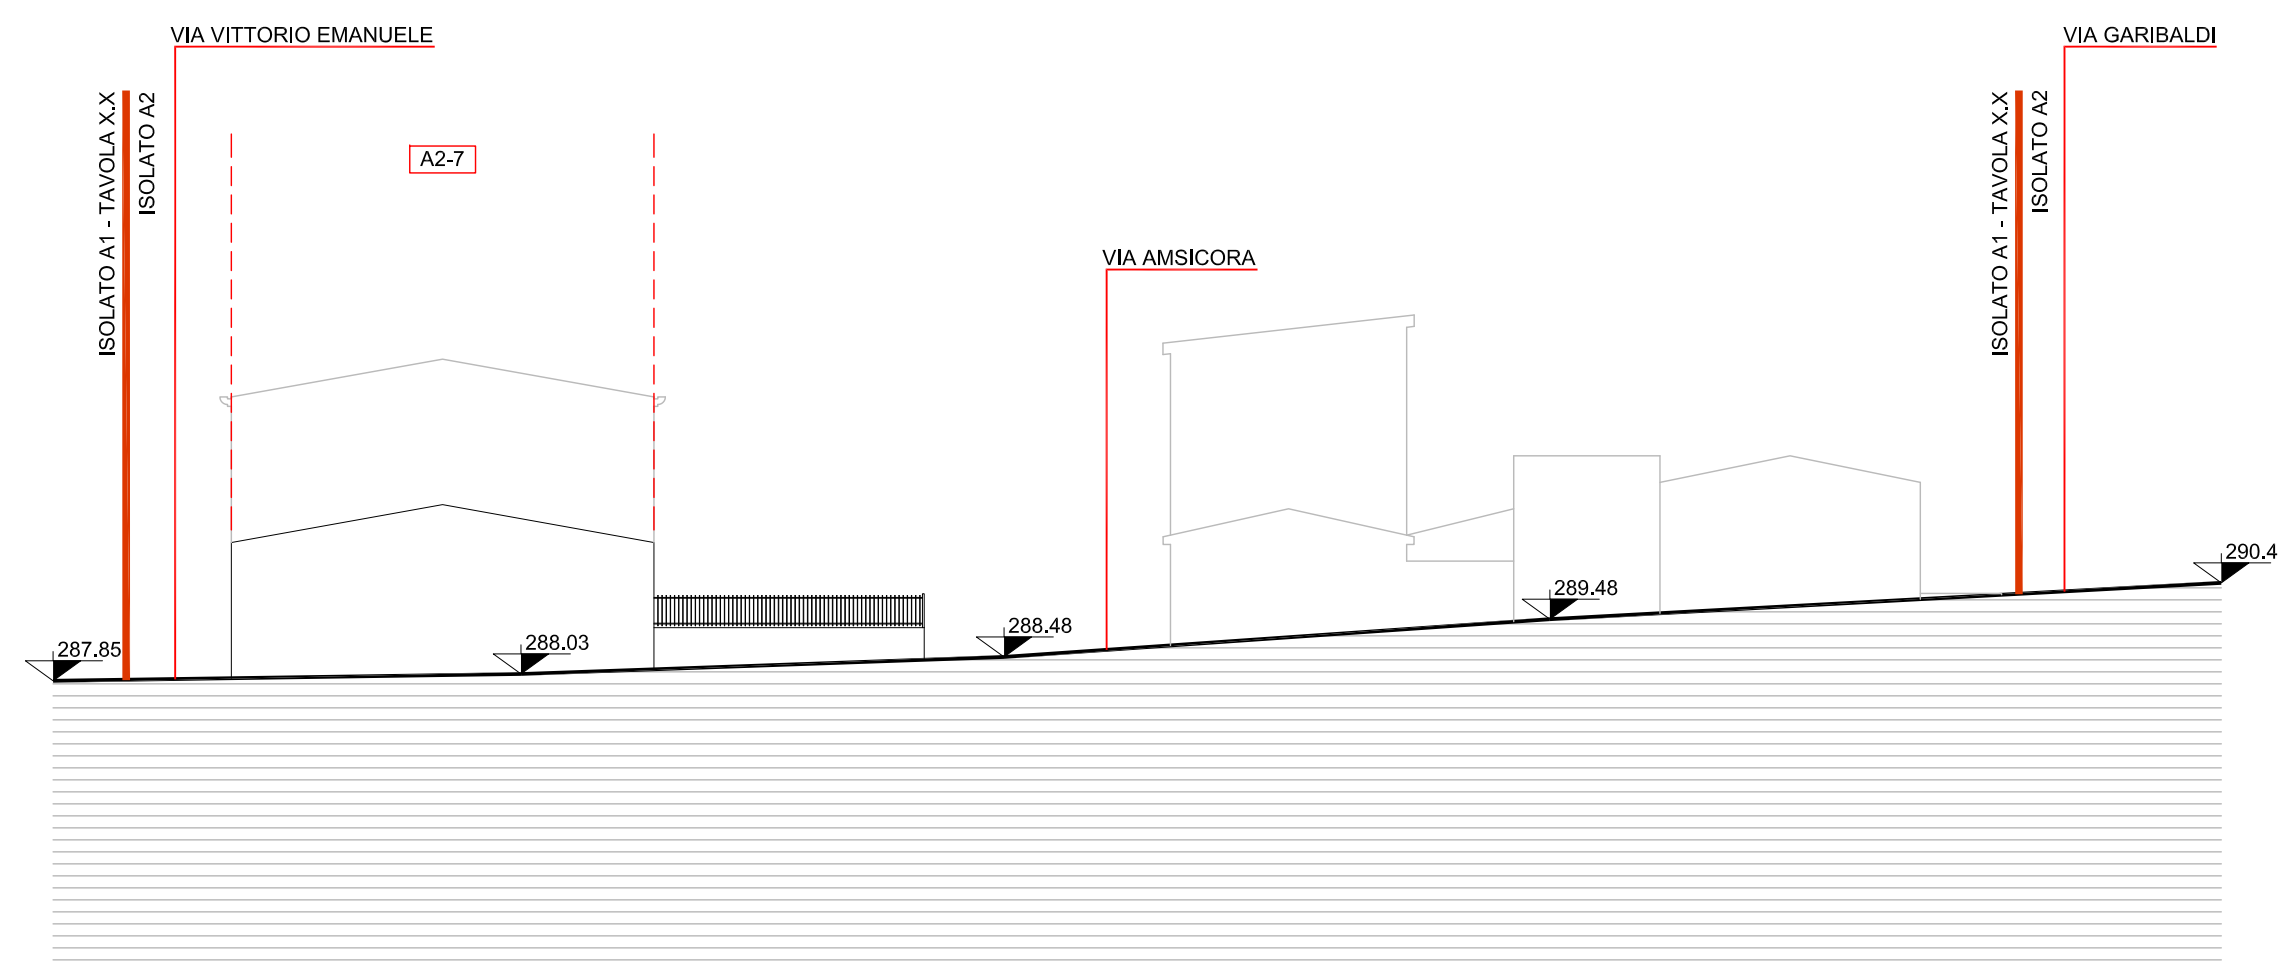 VIA VITTORIO EMANUELE
VIA GARIBALDI
ISOLATO A1 - TAVOLA X.X
ISOLATO A2
A2-7
ISOLATO A1 - TAVOLA X.X
ISOLATO A2
VIA AMSICORA
287.85
288.03
288.48
289.48
290.4